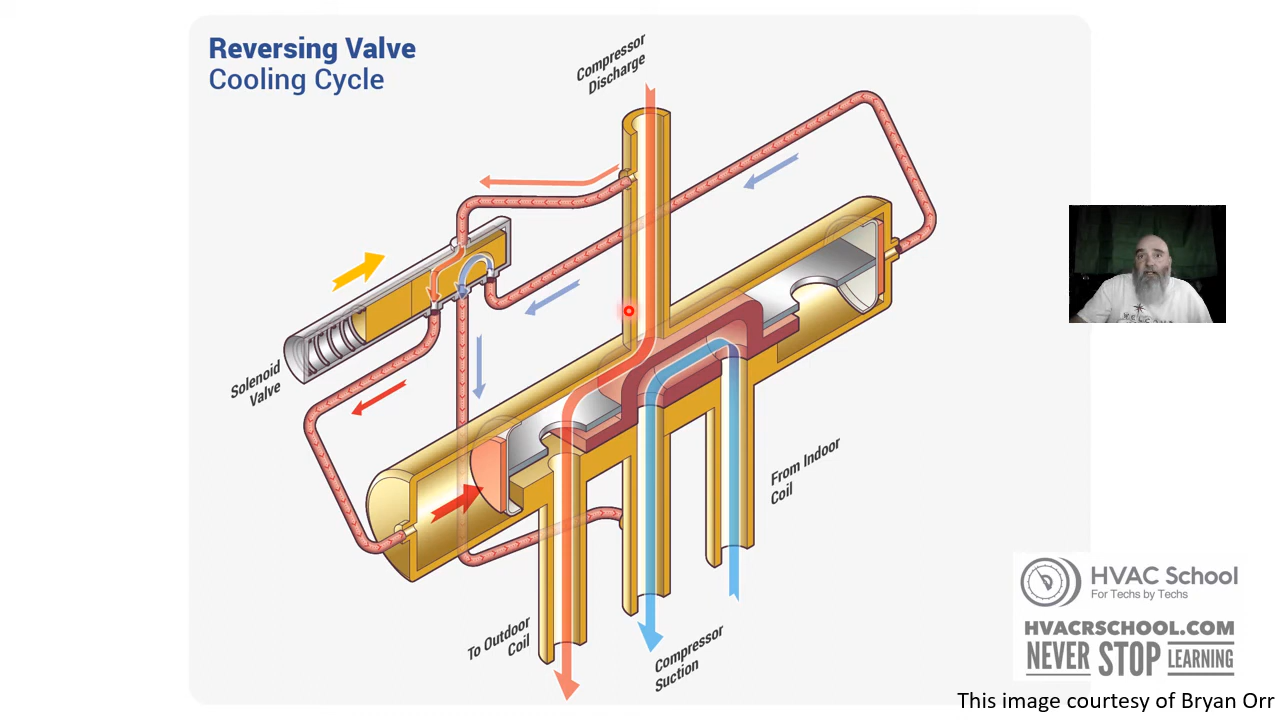 Reversing Valve
Cooling Cycle
Compressor
Discharge
Solenoid
Valve
From Indoor
Coil
To Outdoor
Coil
Compressor
Suction
HVAC School
For Techs by Techs
HVACRSCHOOL.COM
NEVER STOP LEARNING
This image courtesy of Bryan Orr